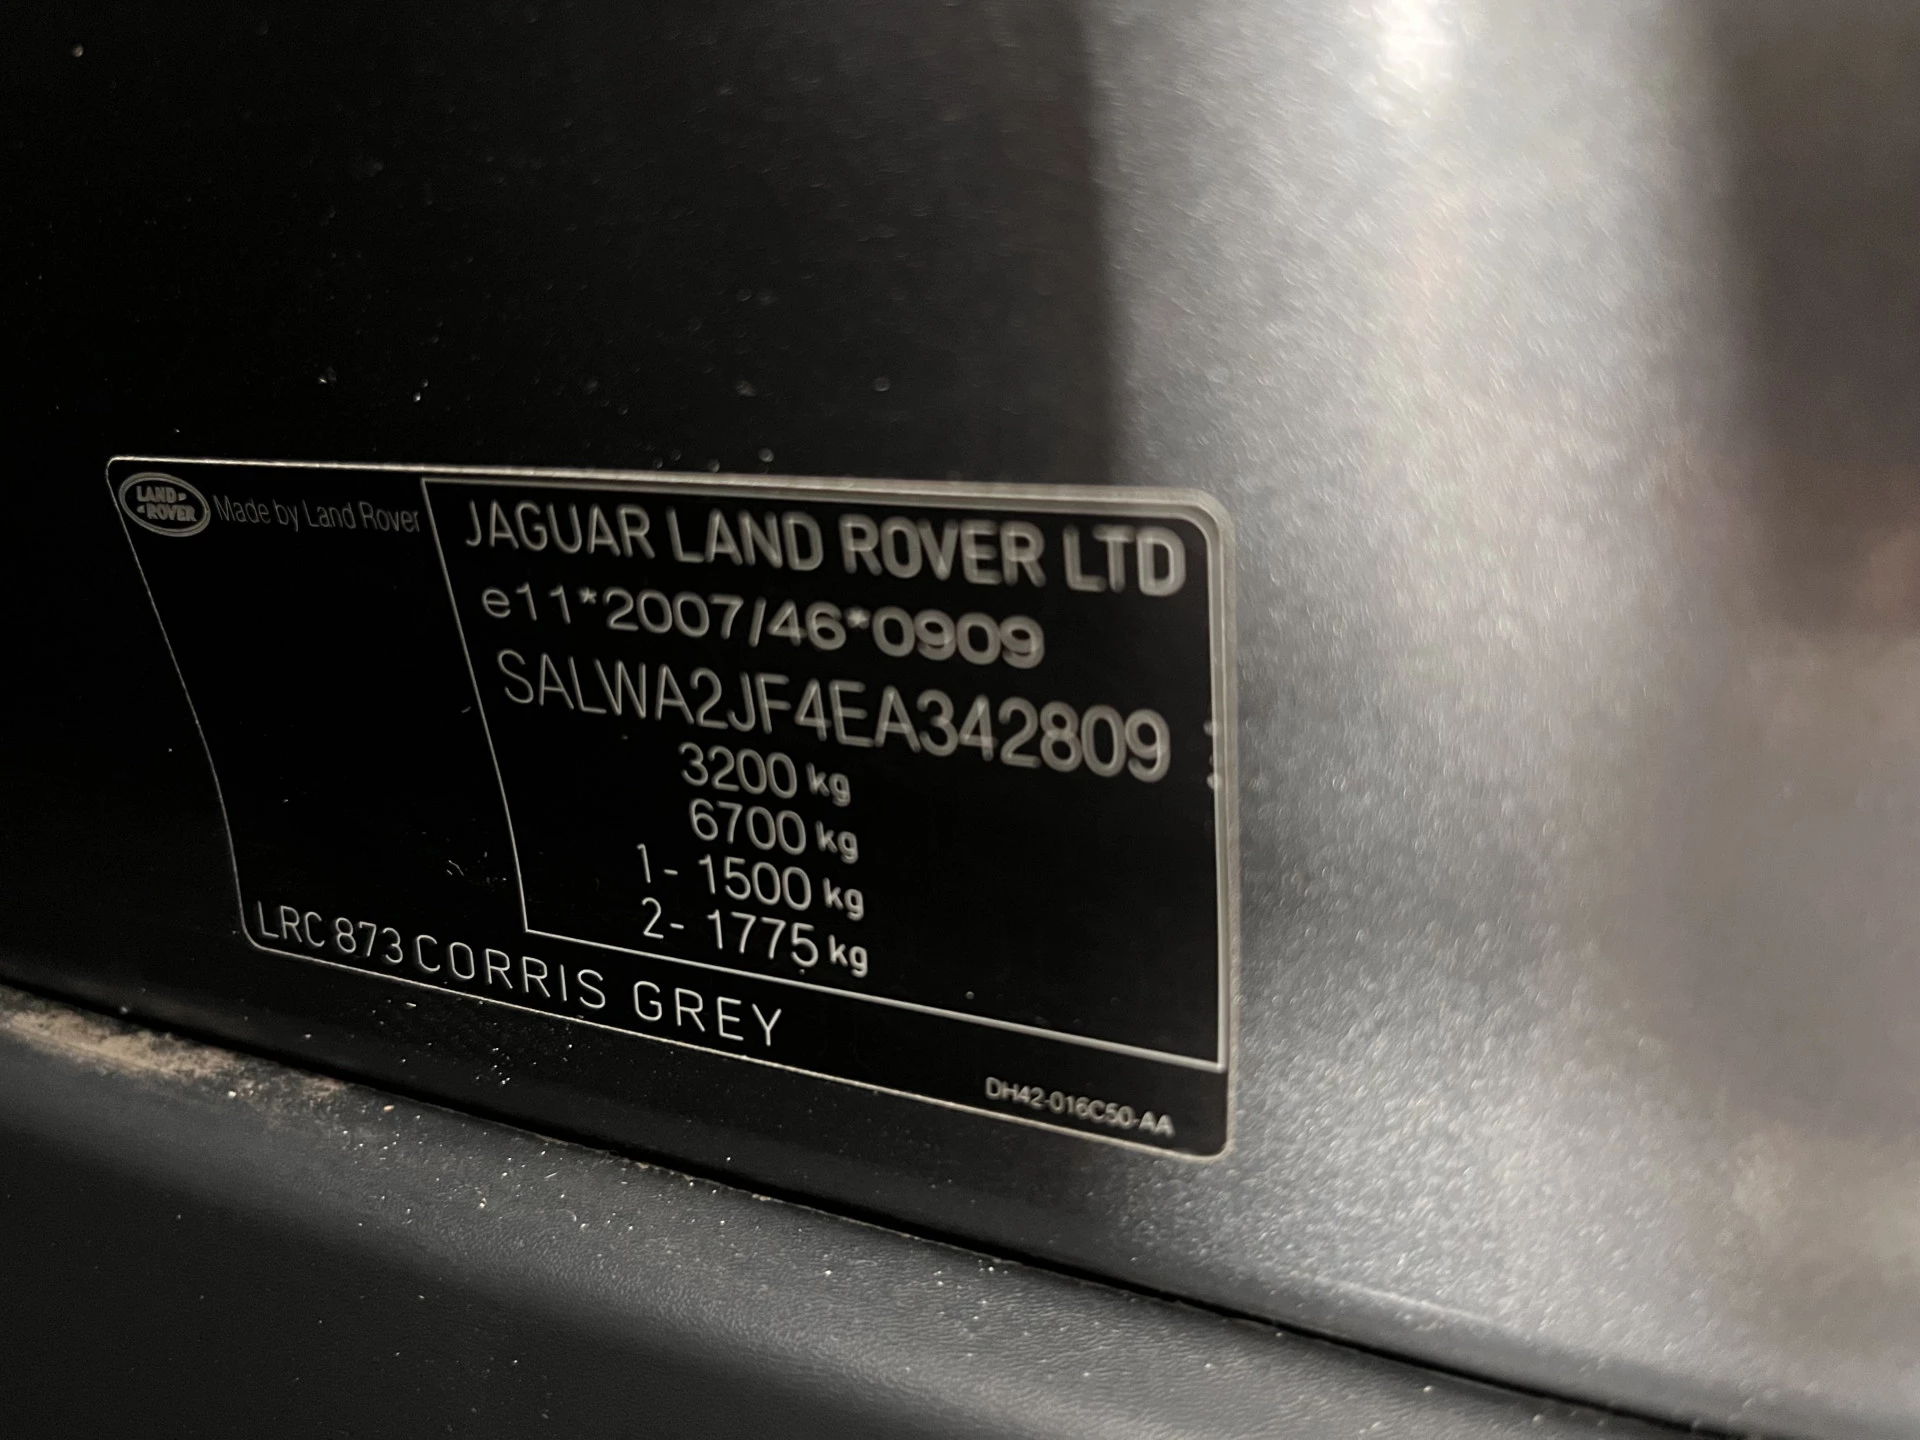 LAND ROVER
Made by Land Rover
JAGUAR LAND ROVER LTD
e11*2007/46*0909
SALWA2JF4EA342809
3200 kg
6700 kg
1- 1500 kg
2- 1775 kg
LRC 873 CORRIS GREY
DH42-016C50-AA